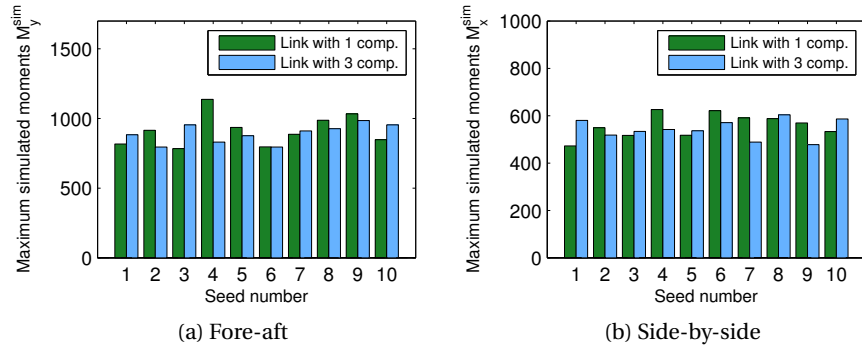 Maximum simulated moments M_y^sim
1500
1000
500
0
Link with 1 comp.
Link with 3 comp.
1 2 3 4 5 6 7 8 9 10
Seed number
(a) Fore-aft
Maximum simulated moments M_x^sim
1000
800
600
400
200
0
Link with 1 comp.
Link with 3 comp.
1 2 3 4 5 6 7 8 9 10
Seed number
(b) Side-by-side